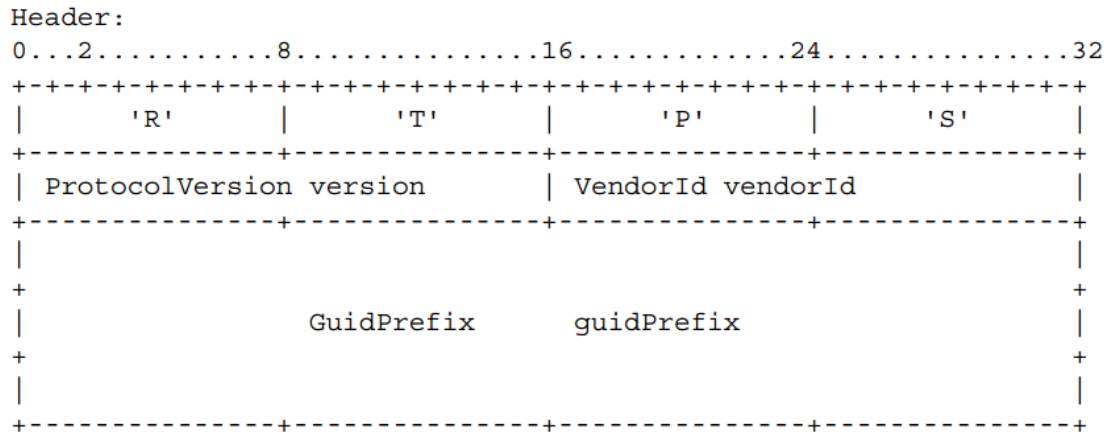 Header:
0...2...........8...............16.............24...............32
+-+-+-+-+-+-+-+-+-+-+-+-+-+-+-+-+-+-+-+-+-+-+-+-+-+-+-+-+-+-+-+-+
|      'R'      |      'T'      |      'P'      |      'S'      |
+---------------+---------------+---------------+---------------+
| ProtocolVersion version       | VendorId vendorId             |
+---------------+---------------+---------------+---------------+
|                                                               |
+                                                               +
|                 GuidPrefix      guidPrefix                    |
+                                                               +
|                                                               |
+---------------+---------------+---------------+---------------+